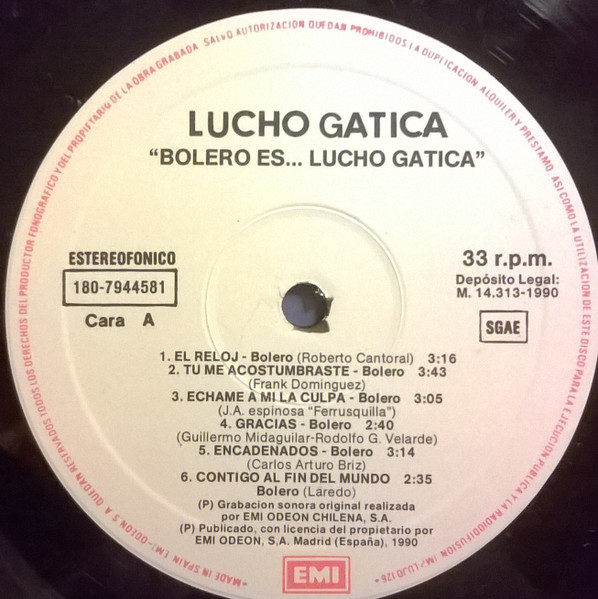 RESERVADOS TODOS LOS DERECHOS DEL PRODUCTOR FONOGRAFICO Y DEL PROPIETARIO DE LA OBRA GRABADA. SALVO AUTORIZACION QUEDAN PROHIBIDOS LA DUPLICACION, ALQUILER Y PRESTAMO, ASI COMO LA UTILIZACION DE ESTE DISCO PARA LA EJECUCION PUBLICA Y LA RADIODIFUSION
LUCHO GATICA
“BOLERO ES... LUCHO GATICA”
ESTEREOFONICO
180-7944581
Cara A
33 r.p.m.
Depósito Legal:
M. 14.313-1990
SGAE
1. EL RELOJ - Bolero (Roberto Cantoral) 3:16
2. TU ME ACOSTUMBRASTE - Bolero 3:43
(Frank Dominguez)
3. ECHAME A MI LA CULPA - Bolero 3:05
(J.A. espinosa “Ferrusquilla”)
4. GRACIAS - Bolero 2:40
(Guillermo Midaguilar-Rodolfo G. Velarde)
5. ENCADENADOS - Bolero 3:14
(Carlos Arturo Briz)
6. CONTIGO AL FIN DEL MUNDO 2:35
Bolero (Laredo)
(P) Grabacion sonora original realizada
por EMI ODEON CHILENA, S.A.
(P) Publicado, con licencia del propietario por
EMI ODEON, S.A. Madrid (España), 1990
EMI
* MADE IN SPAIN. EMI-ODEON S.A. QUEDAN
IM/LUJO 126 *